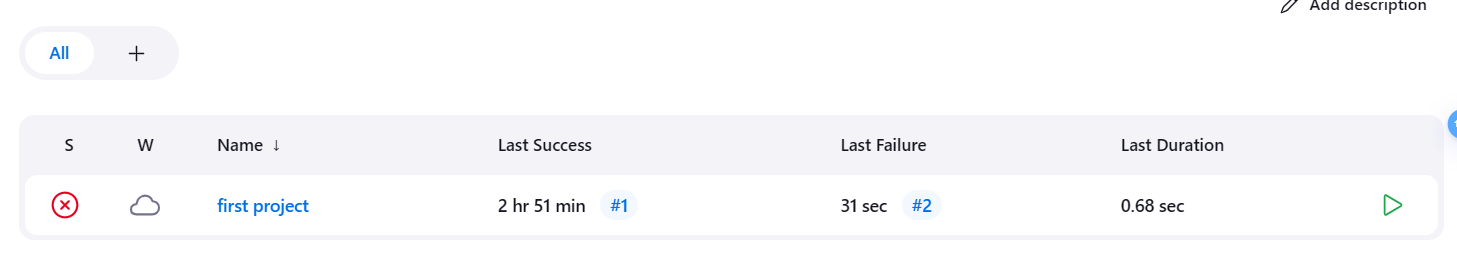 Add description
All +
S W Name ↓ Last Success Last Failure Last Duration
first project 2 hr 51 min #1 31 sec #2 0.68 sec